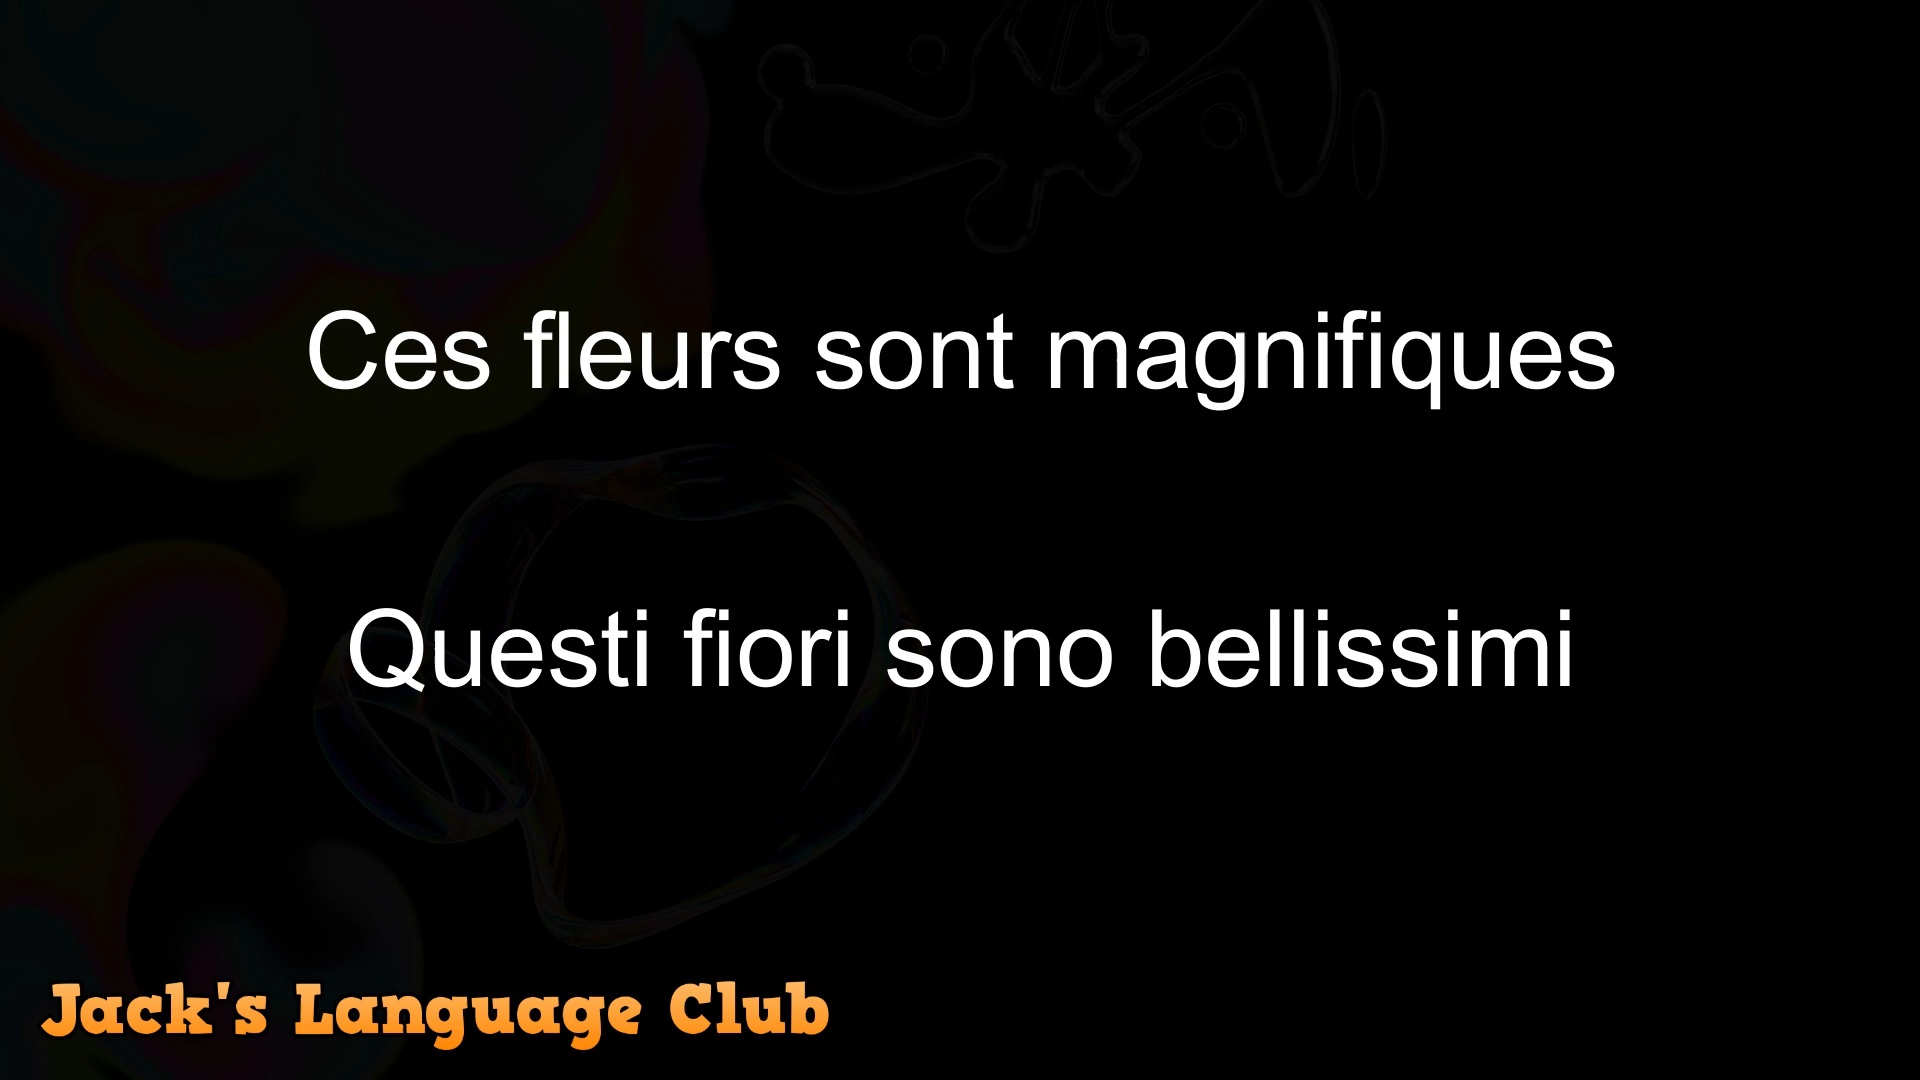 Ces fleurs sont magnifiques
Questi fiori sono bellissimi
Jack's Language Club